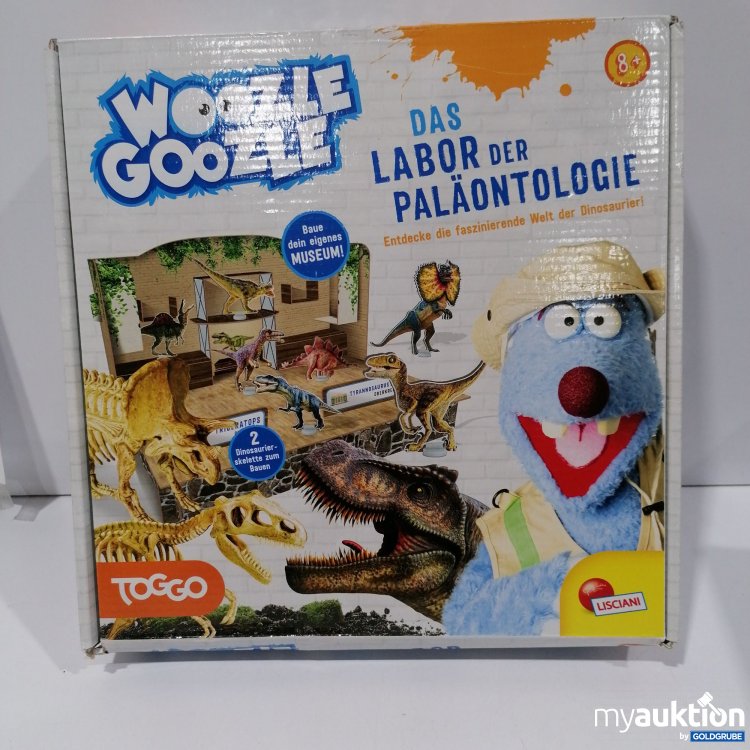 WOOZLE
GOOZLE
8+
DAS
LABOR DER
PALÄONTOLOGIE
Entdecke die faszinierende Welt der Dinosaurier!
Baue
dein eigenes
MUSEUM!
TYRANNOSAURUS
TRICERATOPS
2
Dinosaurier-
skelette zum
Bauen
TOGGO
LISCIANI
myauktion
by GOLDGRUBE